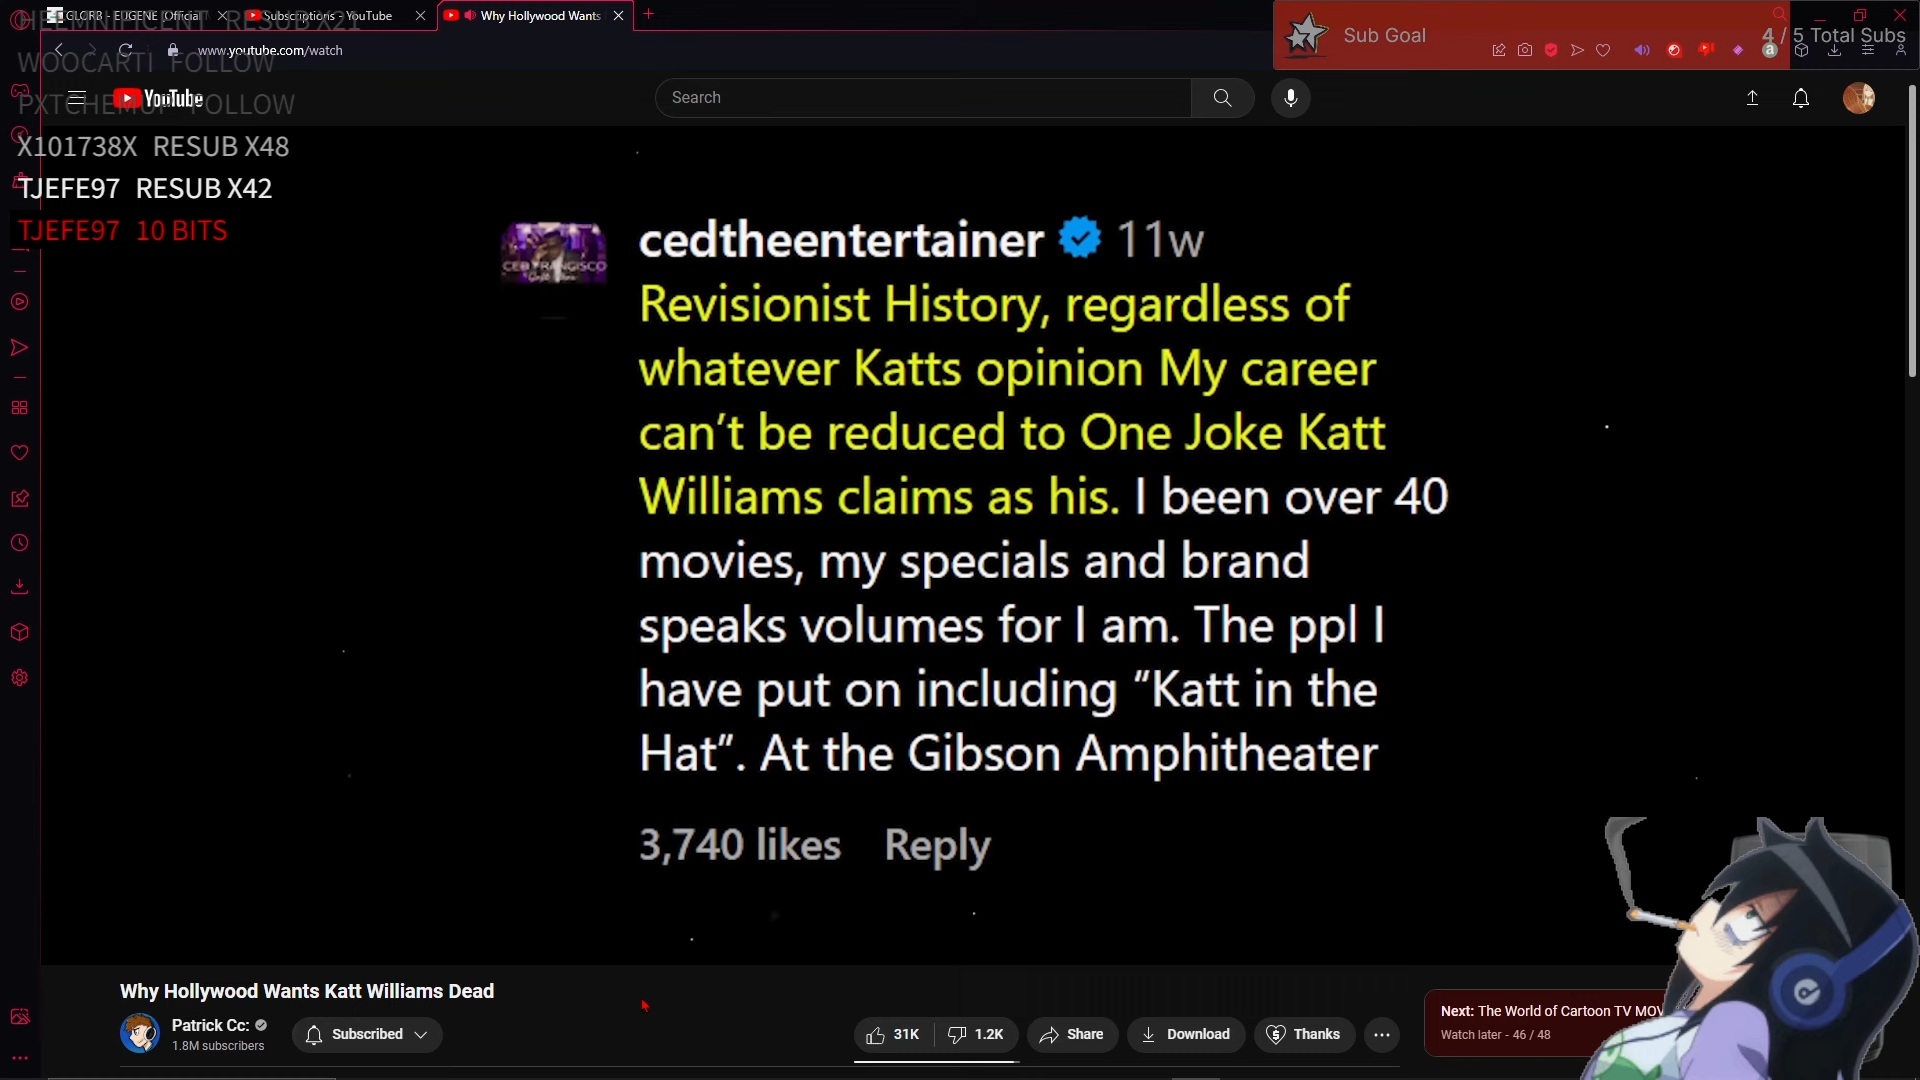 HEEMNIFICENT RESUB X21
GLORB - EUGENE (Official
Subscriptions - YouTube
Why Hollywood Wants
WOOCARTI FOLLOW
www.youtube.com/watch
Sub Goal
4 / 5 Total Subs
PXTCHEMUP FOLLOW
YouTube
Search
X101738X RESUB X48
TJEFE97 RESUB X42
TJEFE97 10 BITS
cedtheentertainer 11w
Revisionist History, regardless of
whatever Katts opinion My career
can’t be reduced to One Joke Katt
Williams claims as his. I been over 40
movies, my specials and brand
speaks volumes for I am. The ppl I
have put on including “Katt in the
Hat”. At the Gibson Amphitheater
3,740 likes Reply
Why Hollywood Wants Katt Williams Dead
Patrick Cc:
1.8M subscribers
Subscribed
31K
1.2K
Share
Download
Thanks
Next: The World of Cartoon TV MOV
Watch later - 46 / 48